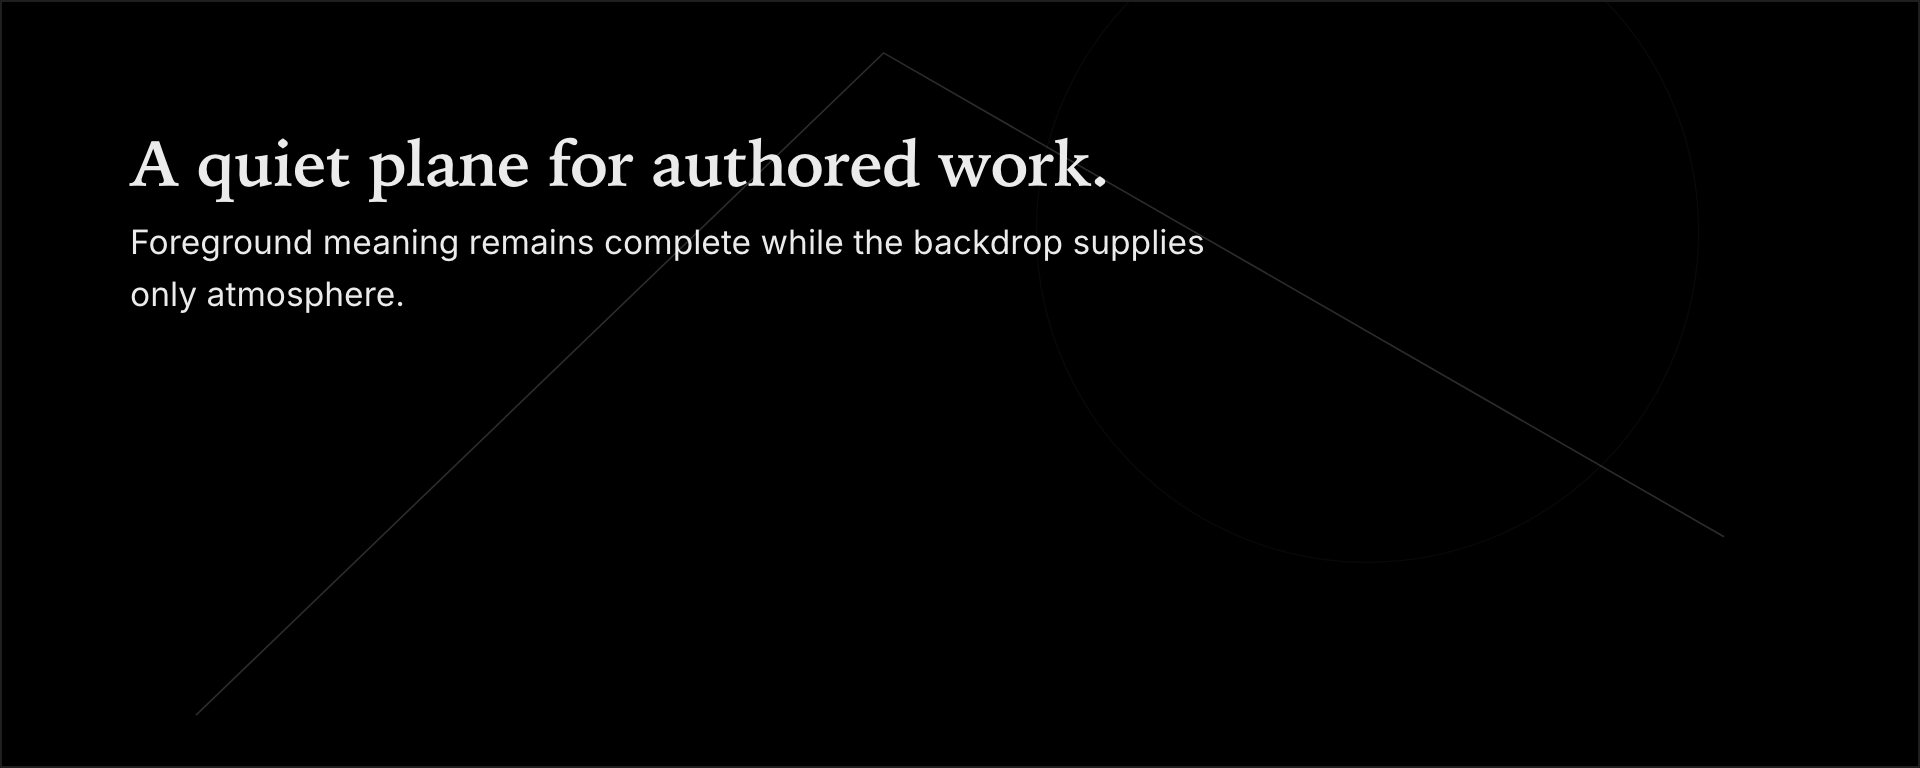 A quiet plane for authored work.
Foreground meaning remains complete while the backdrop supplies
only atmosphere.